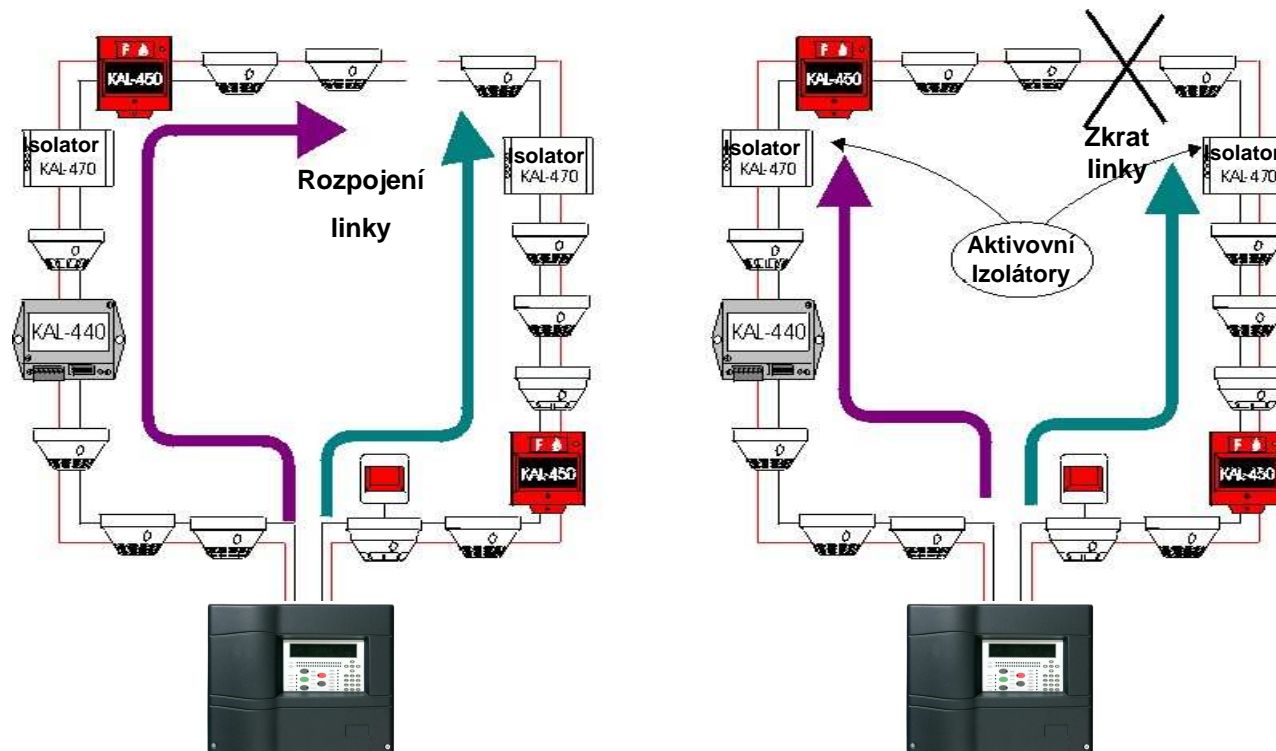 F
KAL-450
Isolator
KAL-470
Isolator
KAL-470
Rozpojení
linky
KAL-440
F
KAL-450
F
KAL-450
Isolator
KAL-470
Zkrat
linky
Isolator
KAL-470
Aktivovní
Izolátory
KAL-440
F
KAL-450